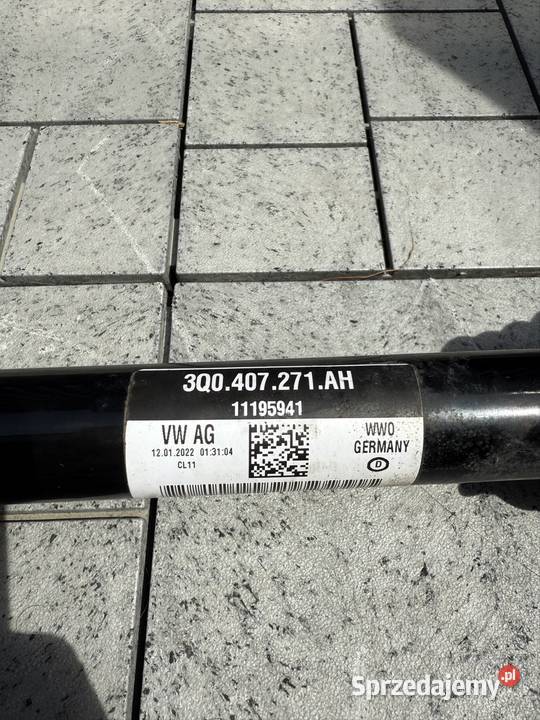 3Q0.407.271.AH
11195941
VW AG
12.01.2022 01:31:04
CL11
WWO
GERMANY
D
Sprzedajemy.pl